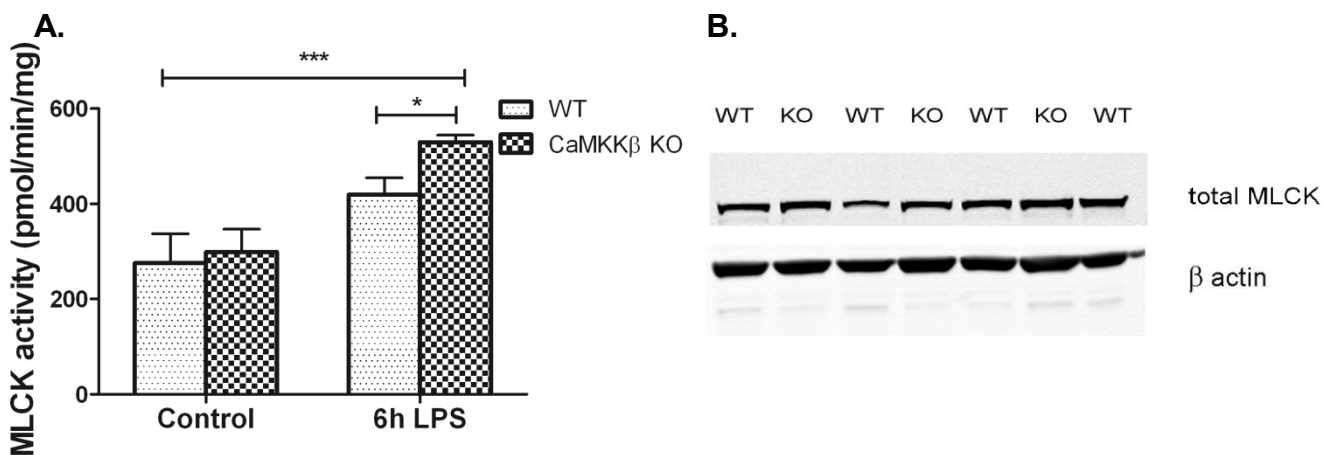 A.
MLCK activity (pmol/min/mg)
600
400
200
0
***
*
WT
CaMKKβ KO
Control 6h LPS
B.
WT KO WT KO WT KO WT
total MLCK
β actin